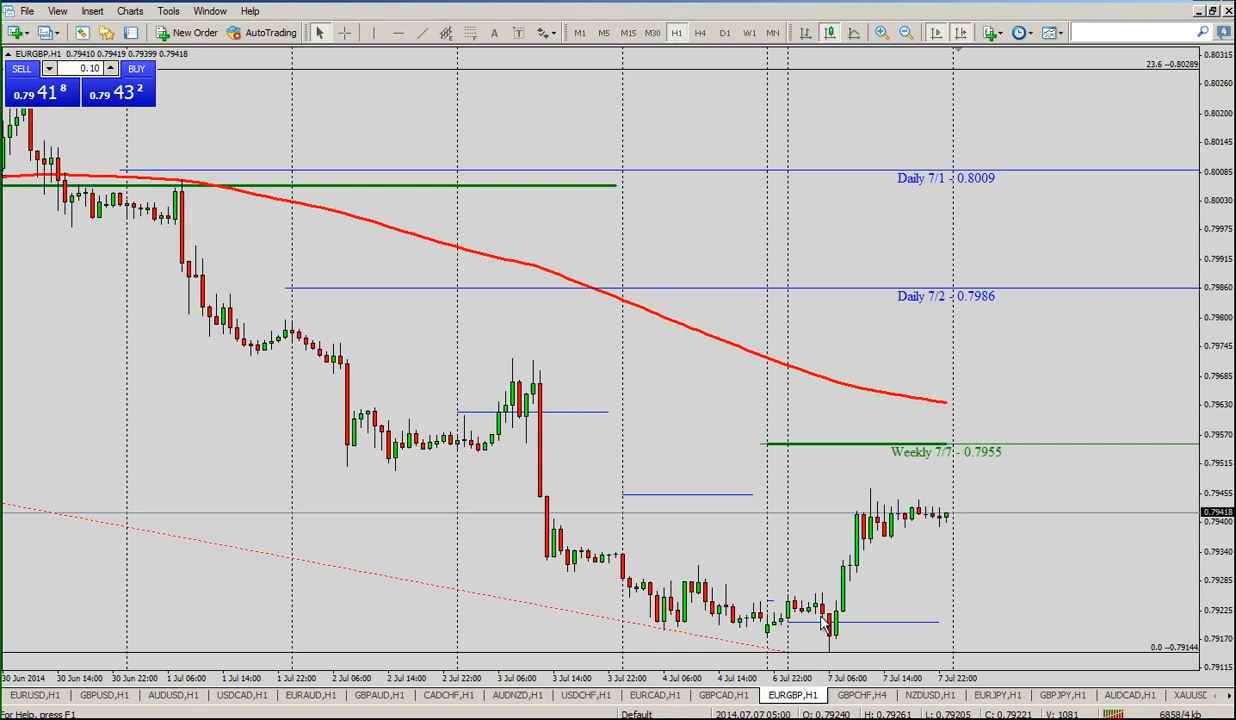 File View Insert Charts Tools Window Help
New Order AutoTrading A T M1 M5 M15 M30 H1 H4 D1 W1 MN 4
EURGBP,H1 0.79410 0.79419 0.79399 0.79418
SELL 0.10 BUY
0.79 41 8 0.79 43 2
23.6 --0.80289
Daily 7/1 - 0.8009
Daily 7/2 - 0.7986
Weekly 7/7 - 0.7955
0.0 --0.79144
0.80315
0.80260
0.80200
0.80145
0.80085
0.80030
0.79975
0.79915
0.79860
0.79800
0.79745
0.79685
0.79630
0.79570
0.79515
0.79455
0.79418
0.79400
0.79340
0.79285
0.79225
0.79170
0.79115
30 Jun 2014 30 Jun 14:00 30 Jun 22:00 1 Jul 06:00 1 Jul 14:00 1 Jul 22:00 2 Jul 06:00 2 Jul 14:00 2 Jul 22:00 3 Jul 06:00 3 Jul 14:00 3 Jul 22:00 4 Jul 06:00 4 Jul 14:00 6 Jul 22:00 7 Jul 06:00 7 Jul 14:00 7 Jul 22:00
EURUSD,H1 GBPUSD,H1 AUDUSD,H1 USDCAD,H1 EURAUD,H1 GBPAUD,H1 CADCHF,H1 AUDNZD,H1 USDCHF,H1 EURCAD,H1 GBPCAD,H1 EURGBP,H1 GBPCHF,H4 NZDUSD,H1 EURJPY,H1 GBPJPY,H1 AUDCAD,H1 XAUUSD
For Help, press F1 Default 2014.07.07 05:00 O: 0.79240 H: 0.79261 L: 0.79205 C: 0.79221 V: 1081 6858/4 kb